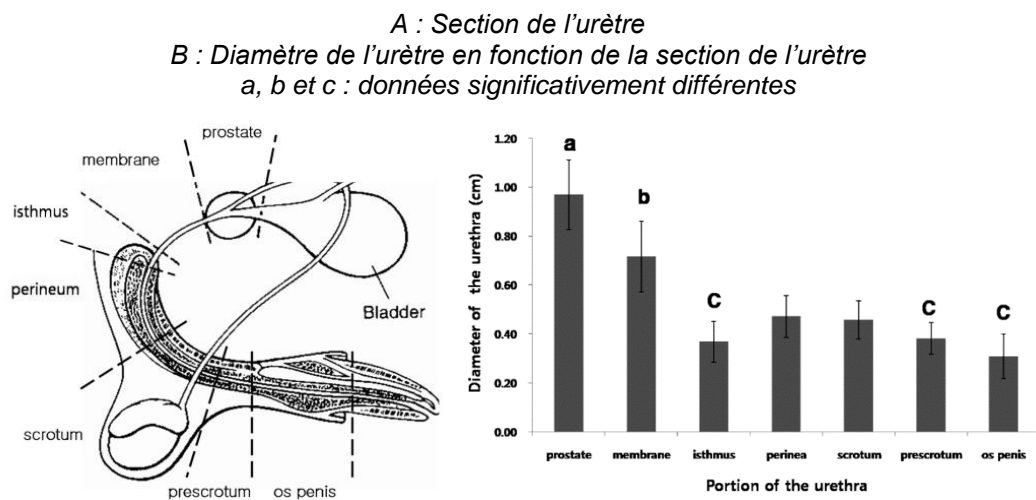 A : Section de l’urètre
B : Diamètre de l’urètre en fonction de la section de l’urètre
a, b et c : données significativement différentes
prostate
membrane
isthmus
perineum
Bladder
scrotum
prescrotum os penis
Diameter of the urethra (cm)
1.20
1.00
0.80
0.60
0.40
0.20
0.00
a
b
C
C
C
prostate membrane isthmus perinea scrotum prescrotum os penis
Portion of the urethra